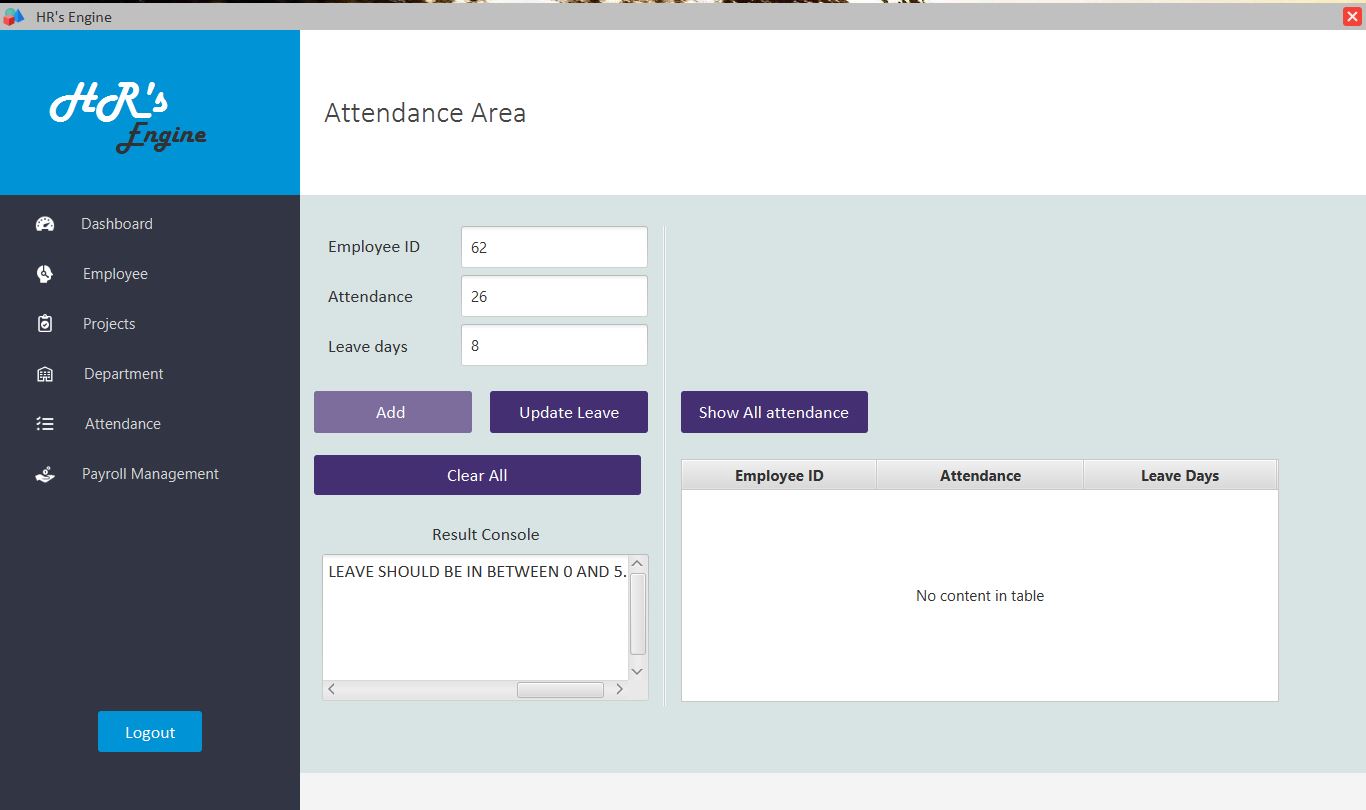 HR's Engine
HR's
Engine
Attendance Area
Dashboard
Employee
Projects
Department
Attendance
Payroll Management
Logout
Employee ID 62
Attendance 26
Leave days 8
Add Update Leave
Clear All
Result Console
LEAVE SHOULD BE IN BETWEEN 0 AND 5.
Show All attendance
Employee ID Attendance Leave Days
No content in table